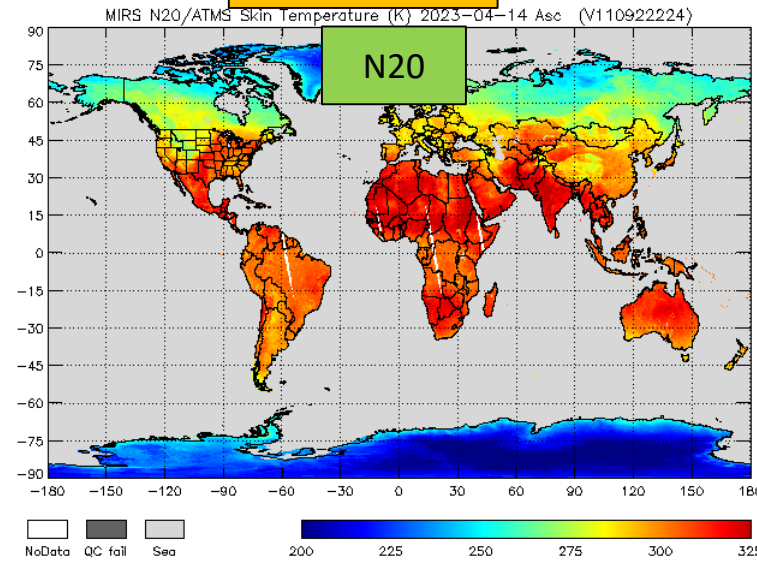 MIRS N20/ATMS Skin Temperature (K) 2023-04-14 Asc (V110922224)
N20
90
75
60
45
30
15
0
-15
-30
-45
-60
-75
-90
-180 -150 -120 -90 -60 -30 0 30 60 90 120 150 180
NoData QC fail Sea
200 225 250 275 300 325